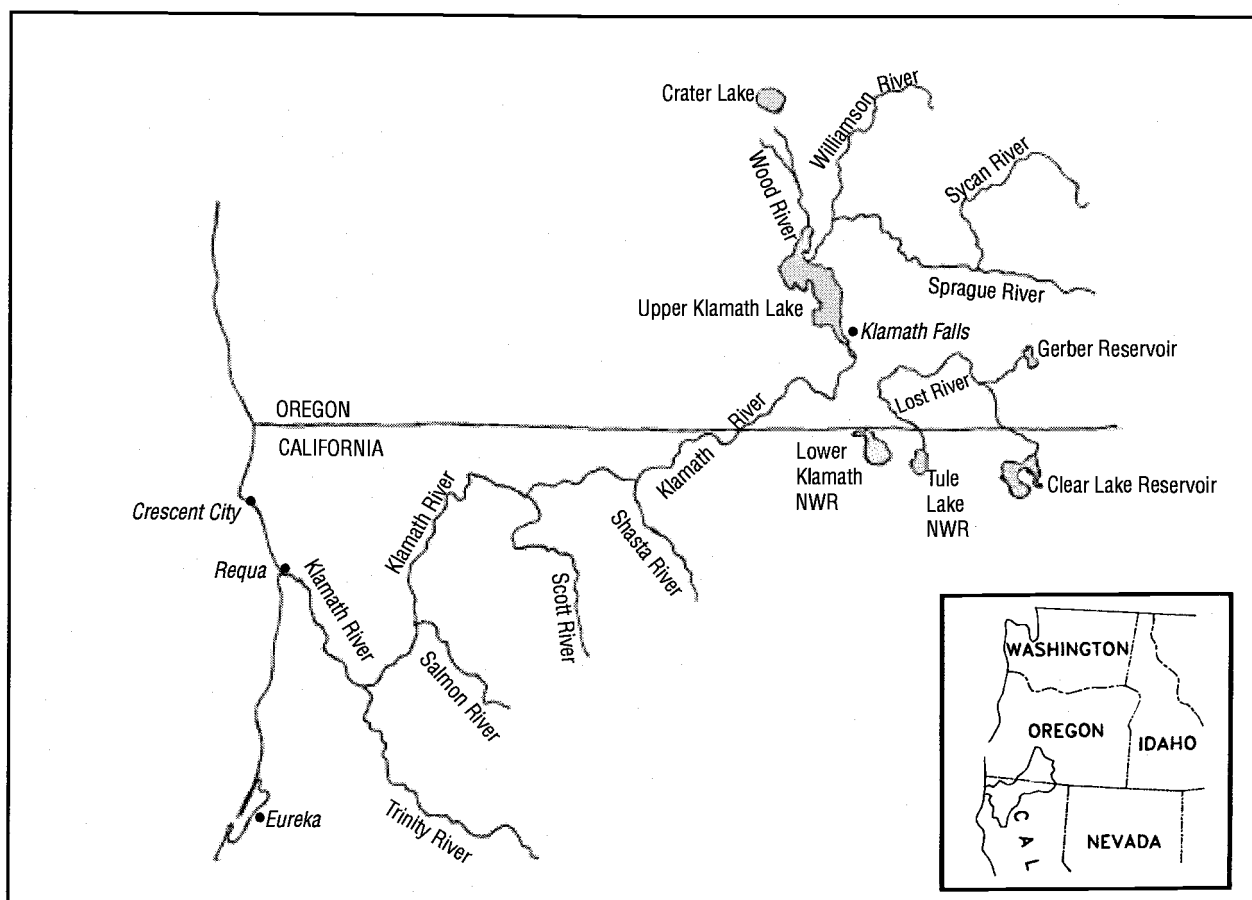 Crater Lake
Williamson River
Wood River
Sycan River
Sprague River
Upper Klamath Lake
Klamath Falls
Gerber Reservoir
Lost River
OREGON
CALIFORNIA
Klamath River
Lower
Klamath
NWR
Tule
Lake
NWR
Clear Lake Reservoir
Crescent City
Klamath River
Shasta River
Requa
Klamath River
Scott River
Salmon River
Trinity River
Eureka
WASHINGTON
OREGON
IDAHO
CAL
NEVADA